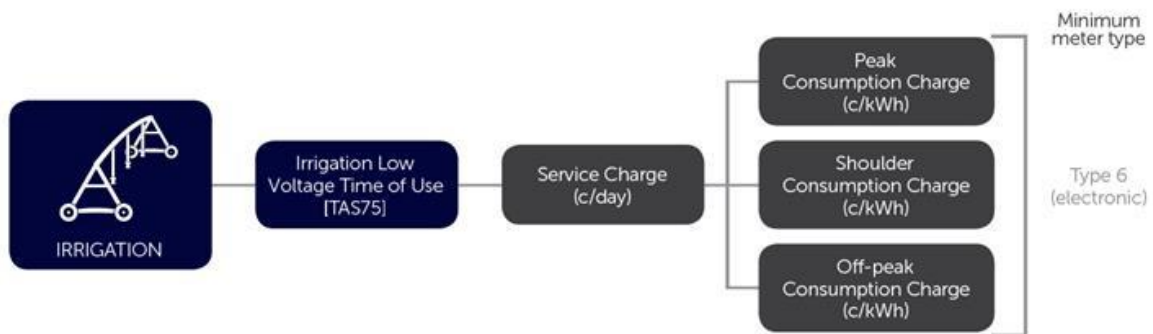 IRRIGATION
Irrigation Low
Voltage Time of Use
[TAS75]
Service Charge
(c/day)
Peak
Consumption Charge
(c/kWh)
Shoulder
Consumption Charge
(c/kWh)
Off-peak
Consumption Charge
(c/kWh)
Minimum
meter type
Type 6
(electronic)